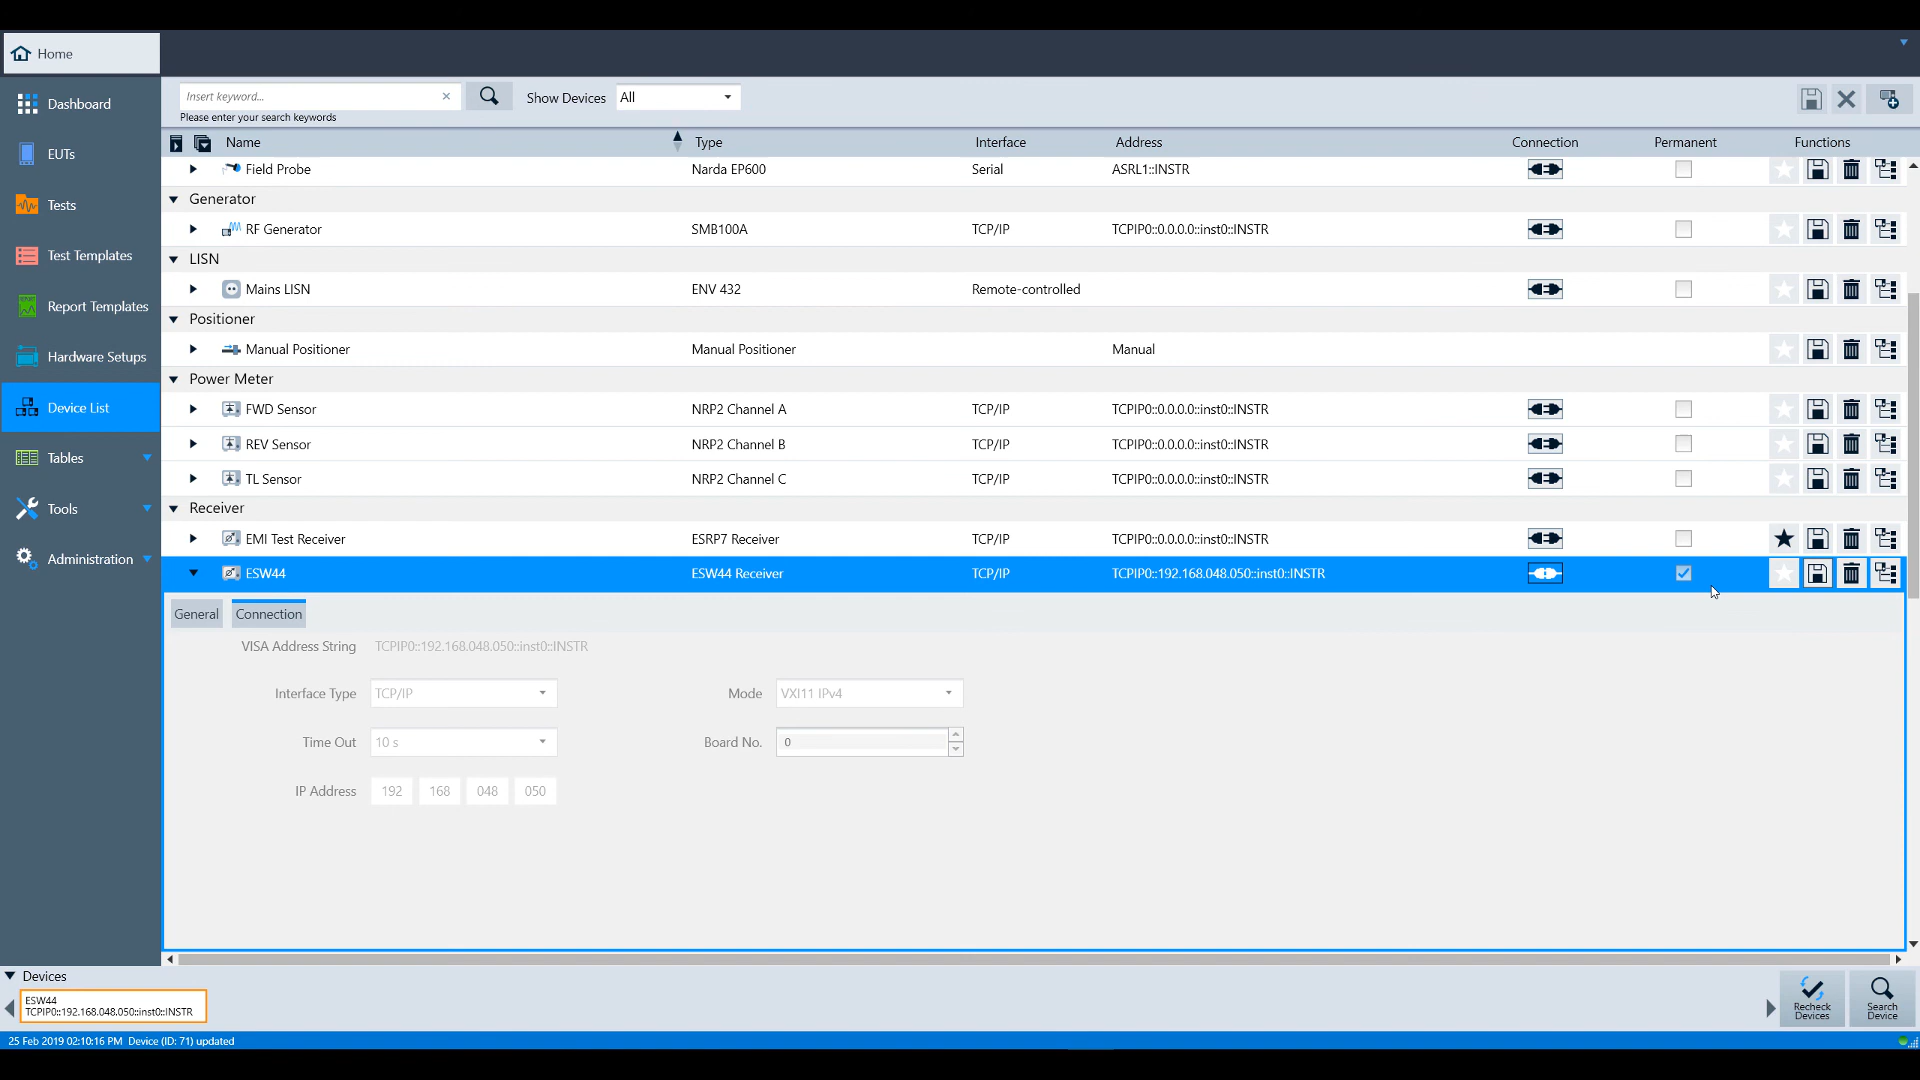 Home
Dashboard
EUTs
Tests
Test Templates
Report Templates
Hardware Setups
Device List
Tables
Tools
Administration
Insert keyword...
Please enter your search keywords
Show Devices All
Name Type Interface Address Connection Permanent Functions
Field Probe Narda EP600 Serial ASRL1::INSTR
Generator
RF Generator SMB100A TCP/IP TCPIP0::0.0.0.0::inst0::INSTR
LISN
Mains LISN ENV 432 Remote-controlled
Positioner
Manual Positioner Manual Positioner Manual
Power Meter
FWD Sensor NRP2 Channel A TCP/IP TCPIP0::0.0.0.0::inst0::INSTR
REV Sensor NRP2 Channel B TCP/IP TCPIP0::0.0.0.0::inst0::INSTR
TL Sensor NRP2 Channel C TCP/IP TCPIP0::0.0.0.0::inst0::INSTR
Receiver
EMI Test Receiver ESRP7 Receiver TCP/IP TCPIP0::0.0.0.0::inst0::INSTR
ESW44 ESW44 Receiver TCP/IP TCPIP0::192.168.048.050::inst0::INSTR
General Connection
VISA Address String TCPIP0::192.168.048.050::inst0::INSTR
Interface Type TCP/IP Mode VXI11 IPv4
Time Out 10 s Board No. 0
IP Address 192 168 048 050
Devices
ESW44
TCPIP0::192.168.048.050::inst0::INSTR
Recheck
Devices
Search
Device
25 Feb 2019 02:10:16 PM Device (ID: 71) updated